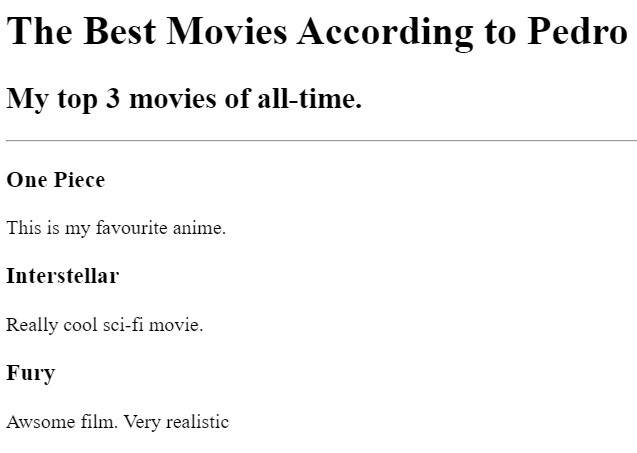 The Best Movies According to Pedro
My top 3 movies of all-time.
One Piece
This is my favourite anime.
Interstellar
Really cool sci-fi movie.
Fury
Awsome film. Very realistic